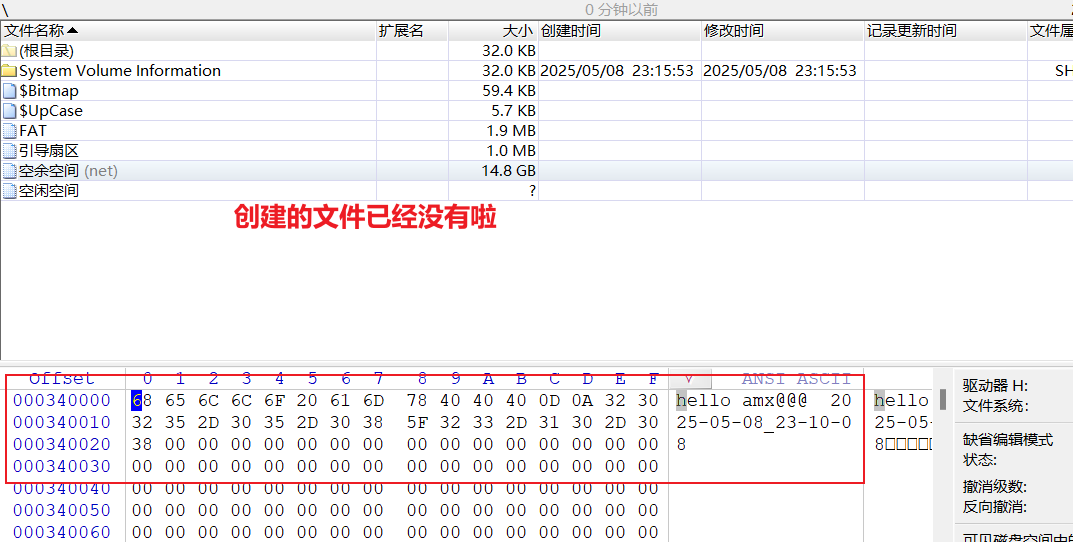 \ 0 分钟以前
文件名称 扩展名 大小 创建时间 修改时间 记录更新时间 文件属
(根目录) 32.0 KB
System Volume Information 32.0 KB 2025/05/08 23:15:53 2025/05/08 23:15:53 SH
$Bitmap 59.4 KB
$UpCase 5.7 KB
FAT 1.9 MB
引导扇区 1.0 MB
空余空间 (net) 14.8 GB
空闲空间 ?
创建的文件已经没有啦
Offset 0 1 2 3 4 5 6 7 8 9 A B C D E F ANSI ASCII
000340000 68 65 6C 6C 6F 20 61 6D 78 40 40 40 0D 0A 32 30 hello amx@@@ 20 hello
000340010 32 35 2D 30 35 2D 30 38 5F 32 33 2D 31 30 2D 30 25-05-08_23-10-0 25-05-
000340020 38 00 00 00 00 00 00 00 00 00 00 00 00 00 00 00 8 8□□□□□
000340030 00 00 00 00 00 00 00 00 00 00 00 00 00 00 00 00
000340040 00 00 00 00 00 00 00 00 00 00 00 00 00 00 00 00
000340050 00 00 00 00 00 00 00 00 00 00 00 00 00 00 00 00
000340060 00 00 00 00 00 00 00 00 00 00 00 00 00 00 00 00
驱动器 H:
文件系统:
缺省编辑模式
状态:
撤消级数:
反向撤消:
可见磁盘空间中的